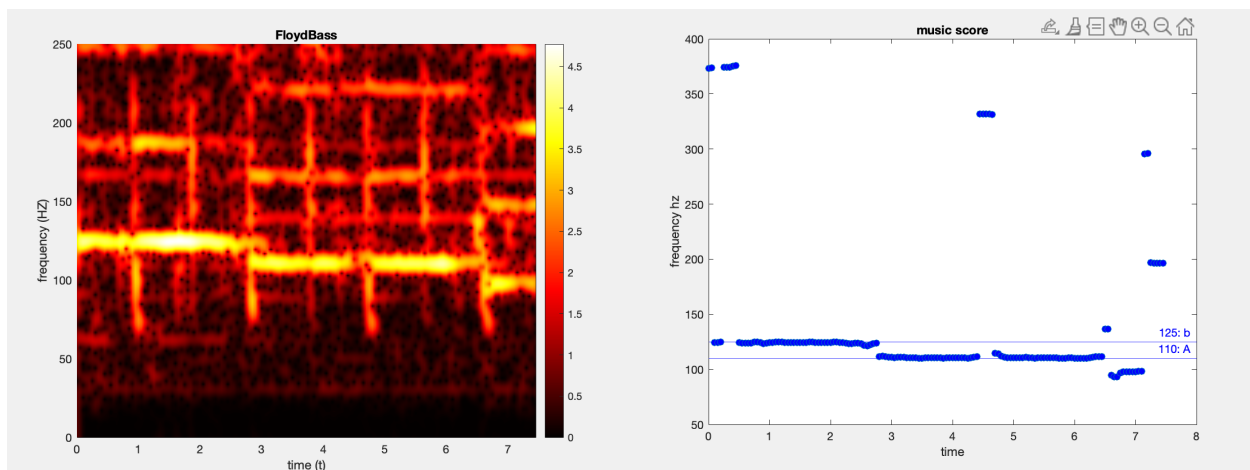 FloydBass
250
200
150
100
50
0
frequency (HZ)
0 1 2 3 4 5 6 7
time (t)
4.5
4
3.5
3
2.5
2
1.5
1
0.5
0
music score
400
350
300
250
200
150
100
50
frequency hz
125: b
110: A
0 1 2 3 4 5 6 7 8
time